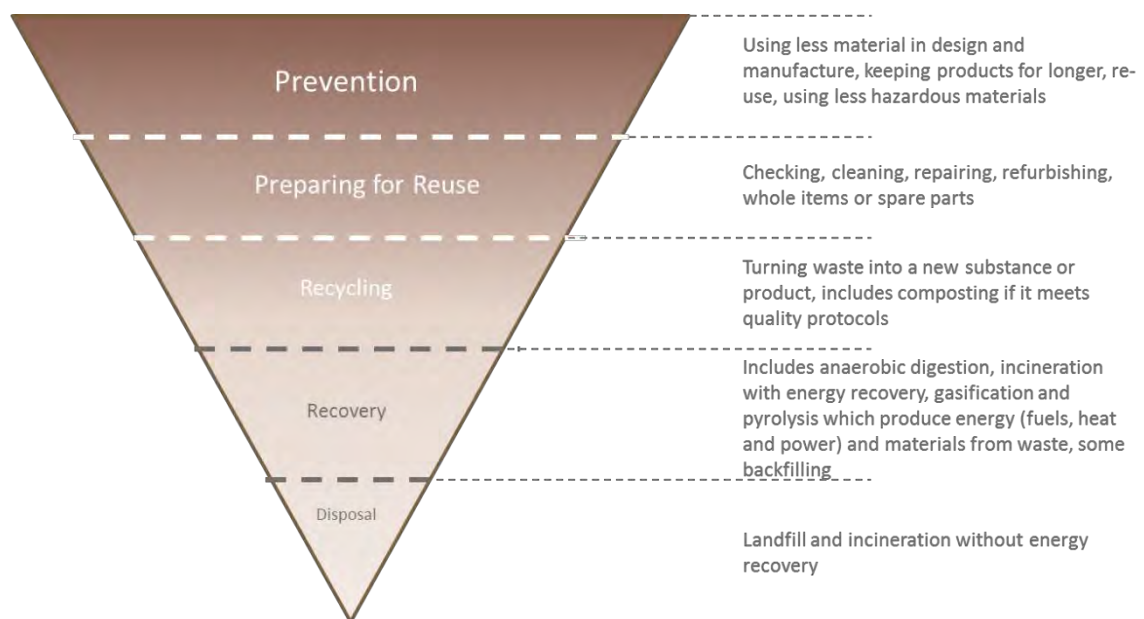 Prevention
Using less material in design and
manufacture, keeping products for longer, re-
use, using less hazardous materials
Preparing for Reuse
Checking, cleaning, repairing, refurbishing,
whole items or spare parts
Recycling
Turning waste into a new substance or
product, includes composting if it meets
quality protocols
Recovery
Includes anaerobic digestion, incineration
with energy recovery, gasification and
pyrolysis which produce energy (fuels, heat
and power) and materials from waste, some
backfilling
Disposal
Landfill and incineration without energy
recovery